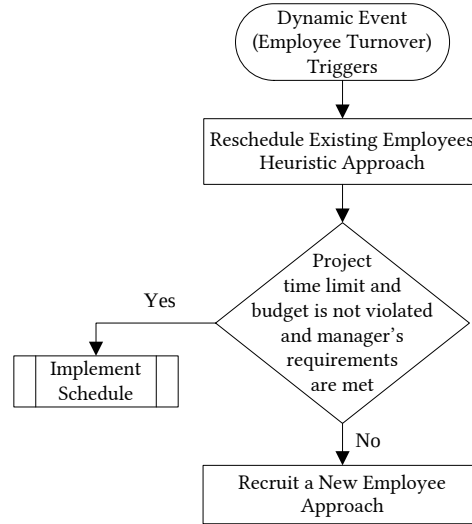 Dynamic Event
(Employee Turnover)
Triggers
Reschedule Existing Employees
Heuristic Approach
Project
time limit and
budget is not violated
and manager’s
requirements
are met
Yes
Implement
Schedule
No
Recruit a New Employee
Approach